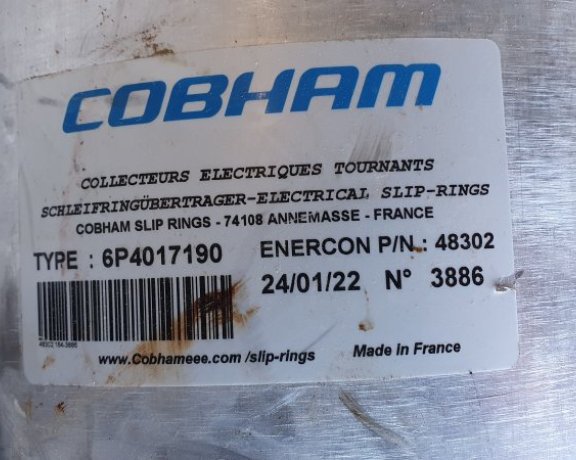 COBHAM
COLLECTEURS ELECTRIQUES TOURNANTS
SCHLEIFRINGÜBERTRAGER-ELECTRICAL SLIP-RINGS
COBHAM SLIP RINGS - 74108 ANNEMASSE - FRANCE
TYPE : 6P4017190 ENERCON P/N. : 48302
24/01/22 N° 3886
www.Cobhameee.com /slip-rings Made in France